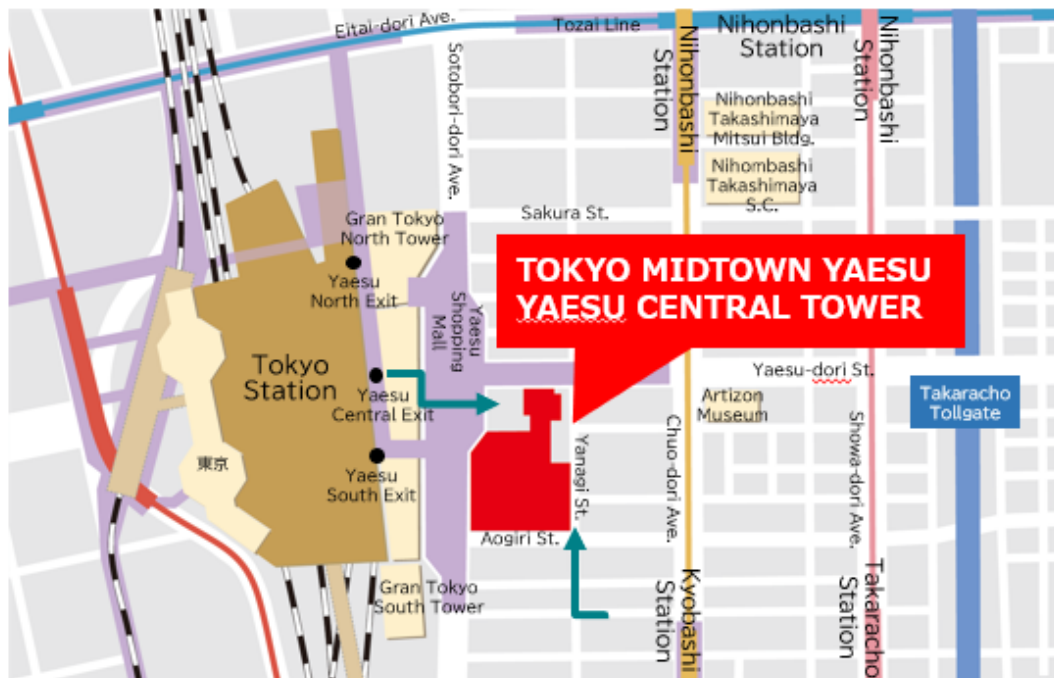 Eitai-dori Ave.
Tozai Line
Nihonbashi
Station
Nihonbashi
Station
Nihonbashi
Station
Sotobori-dori Ave.
Nihonbashi
Takashimaya
Mitsui Bldg.
Nihombashi
Takashimaya
S.C.
Sakura St.
Gran Tokyo
North Tower
Yaesu
North Exit
Yaesu
Shopping
Mall
TOKYO MIDTOWN YAESU
YAESU CENTRAL TOWER
Tokyo
Station
Yaesu
Central Exit
Yaesu-dori St.
Artizon
Museum
Takaracho
Tollgate
東京
Yaesu
South Exit
Yanagi St.
Chuo-dori Ave.
Showa-dori Ave.
Aogiri St.
Gran Tokyo
South Tower
Kyobashi
Station
Takaracho
Station